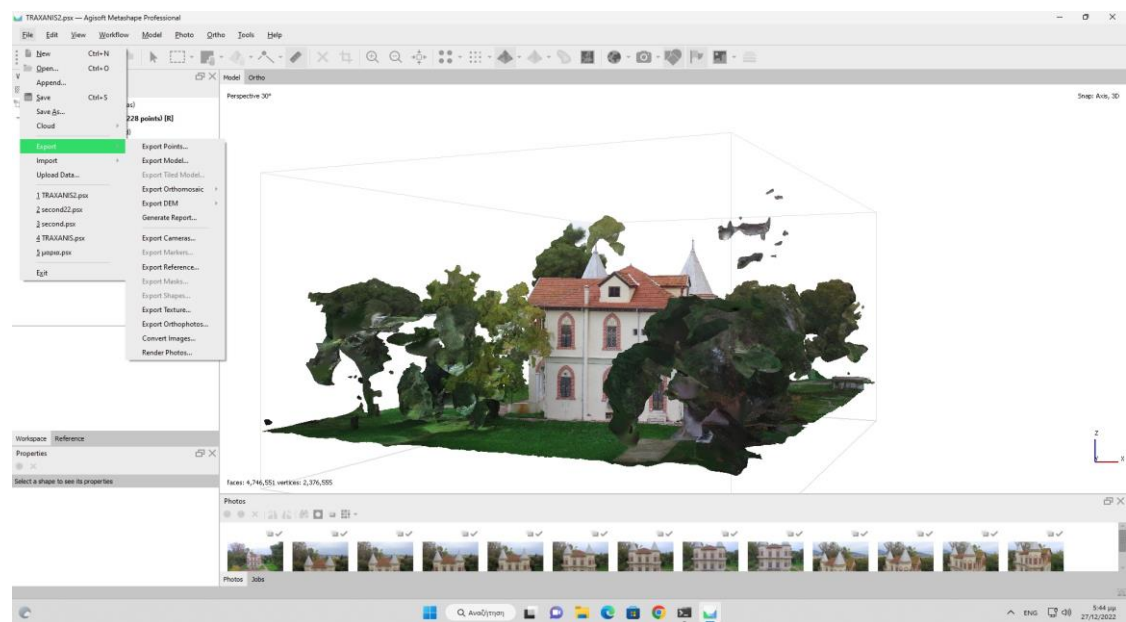 TRAXANIS2.psx — Agisoft Metashape Professional
File Edit View Workflow Model Photo Ortho Tools Help
New Ctrl+N
Open... Ctrl+O
Append...
Save Ctrl+S
Save As...
Cloud
Export
Import
Upload Data...
1 TRAXANIS2.psx
2 second22.psx
3 second.psx
4 TRAXANIS.psx
5 μαρια.psx
Exit
as)
228 points) [R]
Export Points...
Export Model...
Export Tiled Model...
Export Orthomosaic
Export DEM
Generate Report...
Export Cameras...
Export Markers...
Export Reference...
Export Masks...
Export Shapes...
Export Texture...
Export Orthophotos...
Convert Images...
Render Photos...
Model Ortho
Perspective 30°
Snap: Axis, 3D
Z
Y X
faces: 4,746,551 vertices: 2,376,555
Workspace Reference
Properties
Select a shape to see its properties
Photos
Photos Jobs
Αναζήτηση
ENG
5:44 μμ
27/12/2022